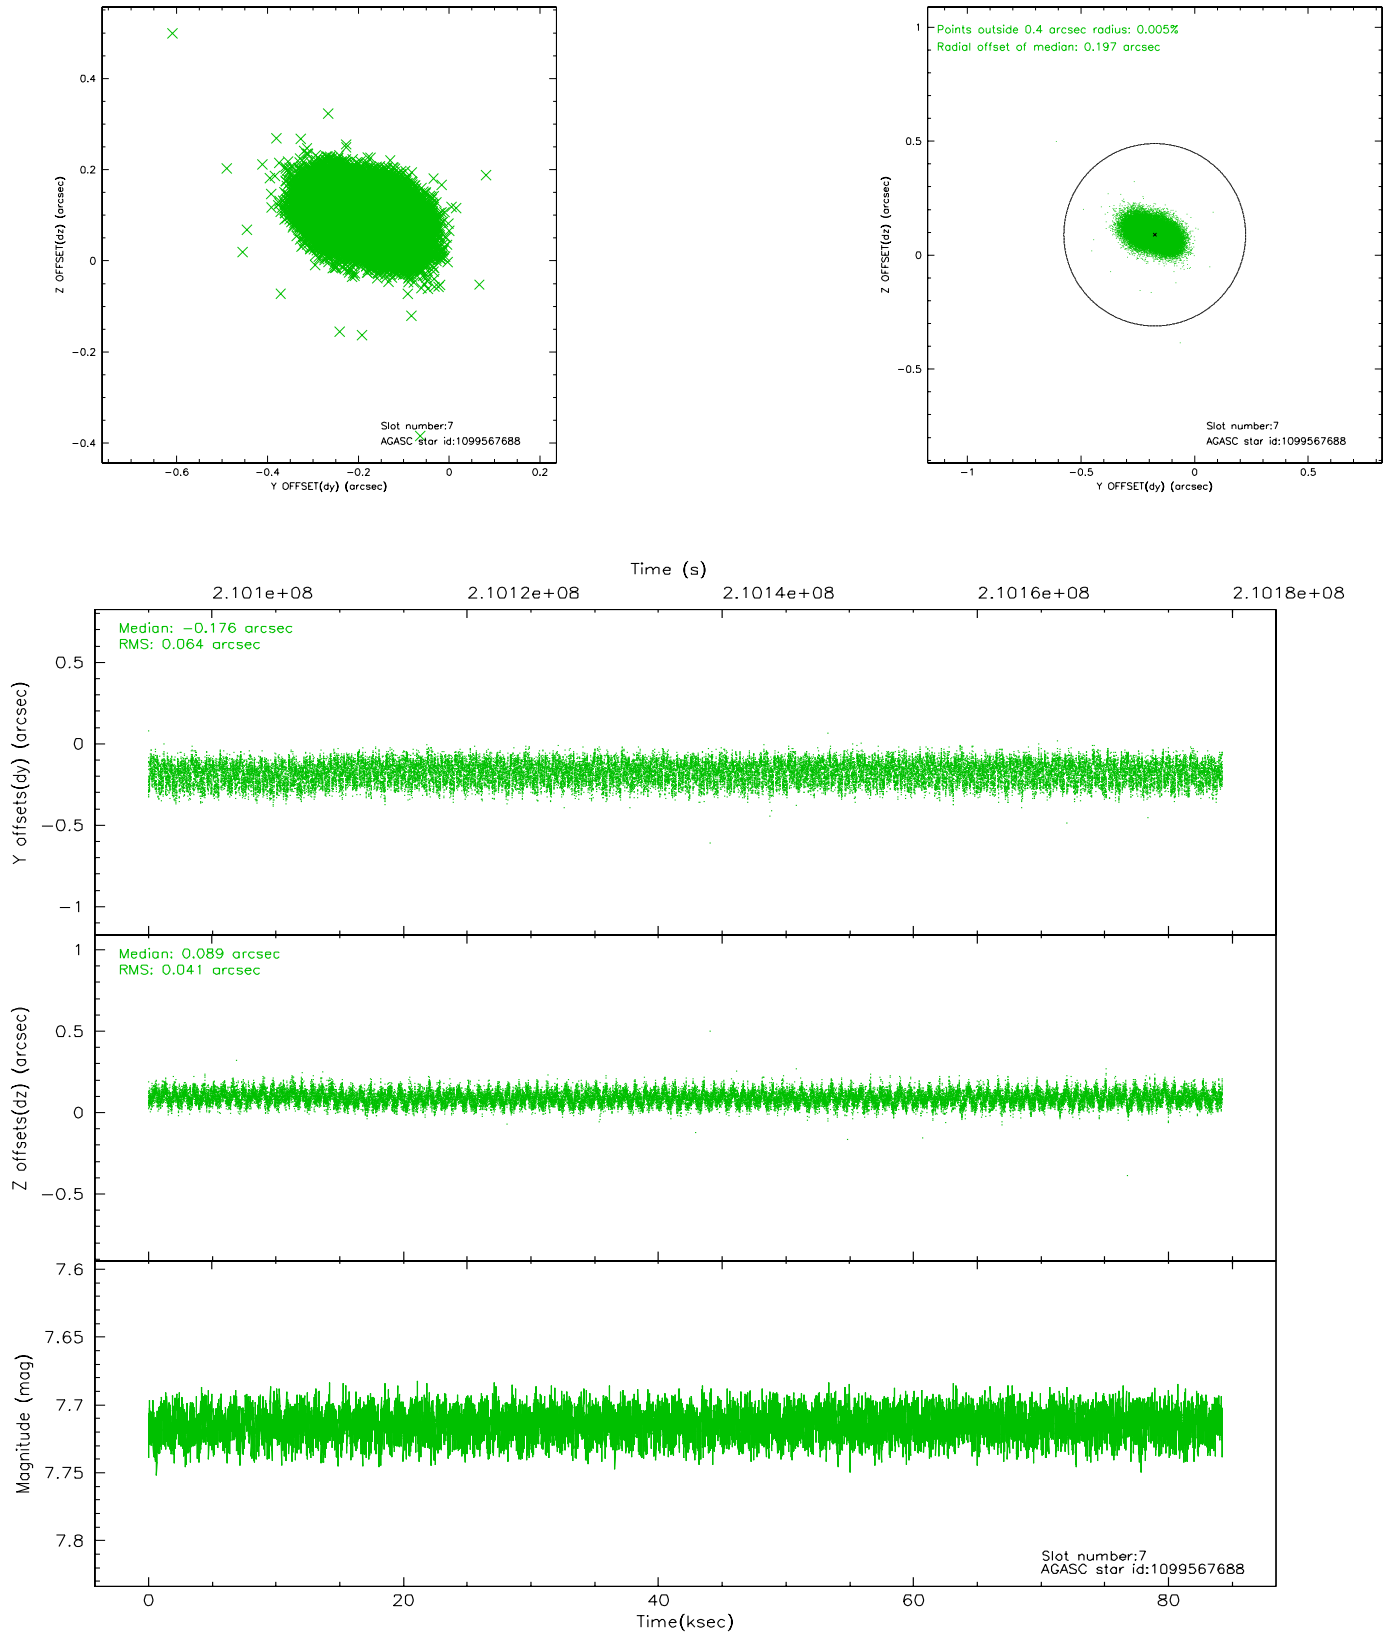 0.4
0.2
0
−0.2
−0.4
Z OFFSET(dz) (arcsec)
Slot number:7
AGASC star id:1099567688
−0.6 −0.4 −0.2 0 0.2
Y OFFSET(dy) (arcsec)
Points outside 0.4 arcsec radius: 0.005%
Radial offset of median: 0.197 arcsec
1
0.5
0
−0.5
Z OFFSET(dz) (arcsec)
Slot number:7
AGASC star id:1099567688
−1 −0.5 0 0.5
Y OFFSET(dy) (arcsec)
Time (s)
2.101e+08 2.1012e+08 2.1014e+08 2.1016e+08 2.1018e+08
Median: −0.176 arcsec
RMS: 0.064 arcsec
0.5
0
−0.5
−1
Y offsets(dy) (arcsec)
Median: 0.089 arcsec
RMS: 0.041 arcsec
1
0.5
0
−0.5
Z offsets(dz) (arcsec)
7.6
7.65
7.7
7.75
7.8
Magnitude (mag)
Slot number:7
AGASC star id:1099567688
0 20 40 60 80
Time(ksec)